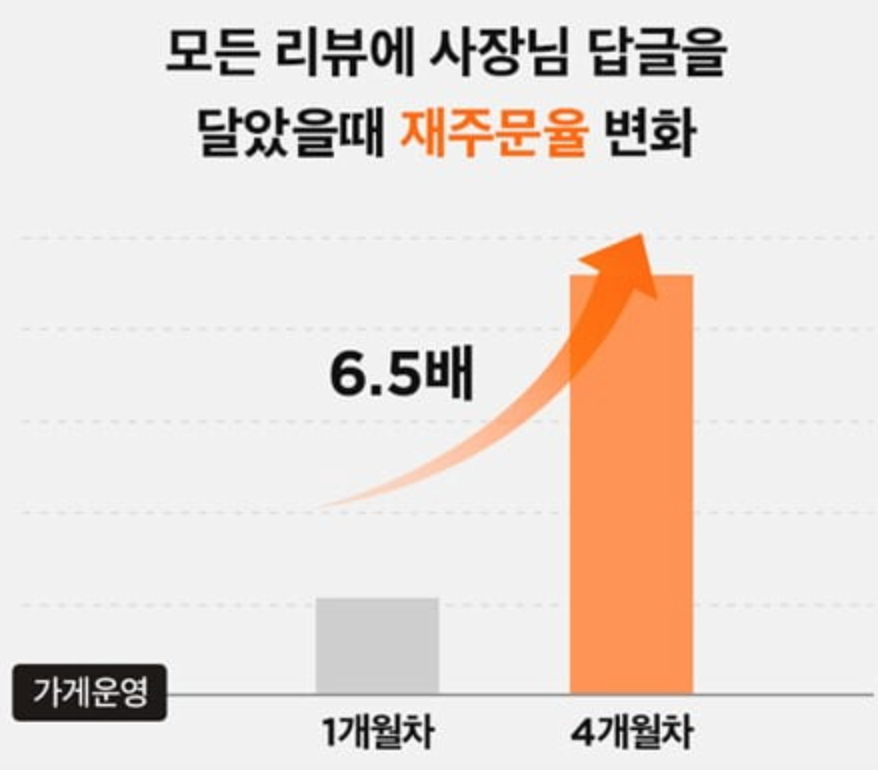 모든 리뷰에 사장님 답글을
달았을때 재주문율 변화
6.5배
가게운영
1개월차
4개월차